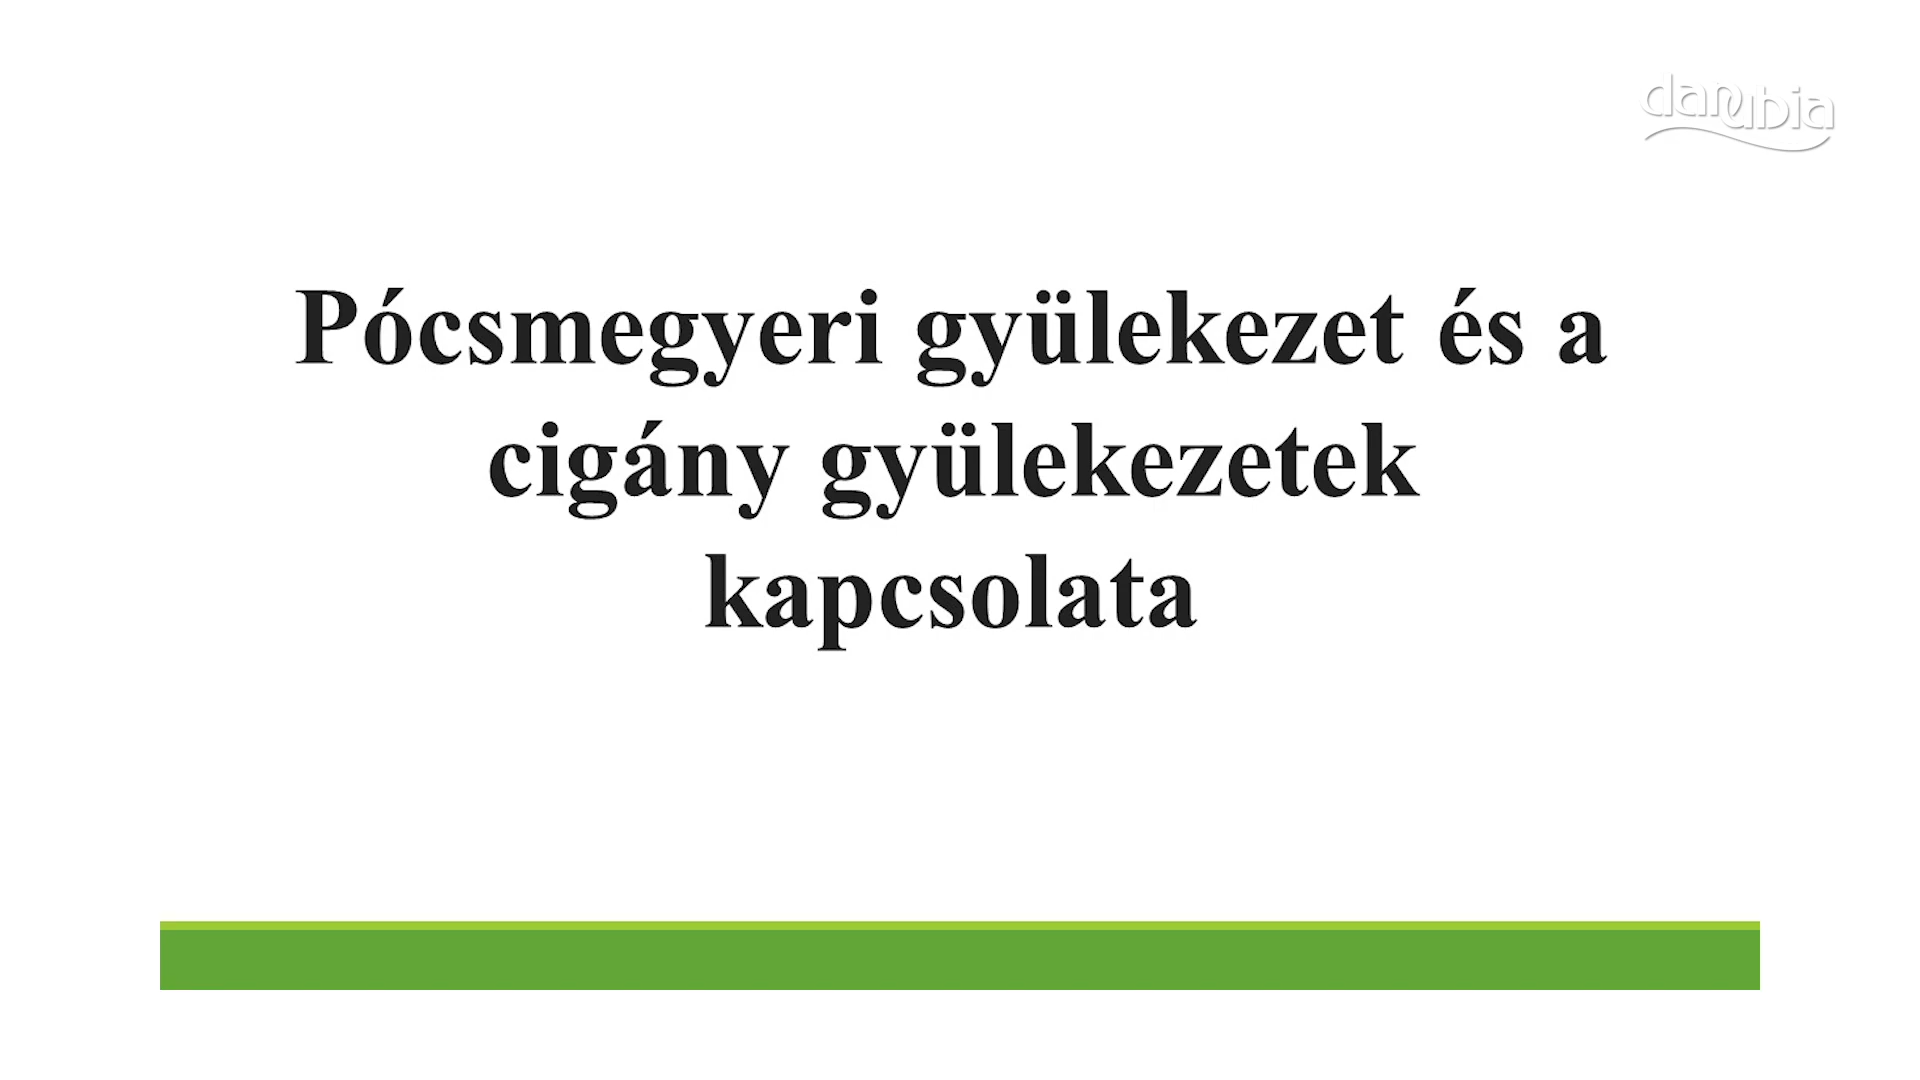 danubia
Pócsmegyeri gyülekezet és a
cigány gyülekezetek
kapcsolata